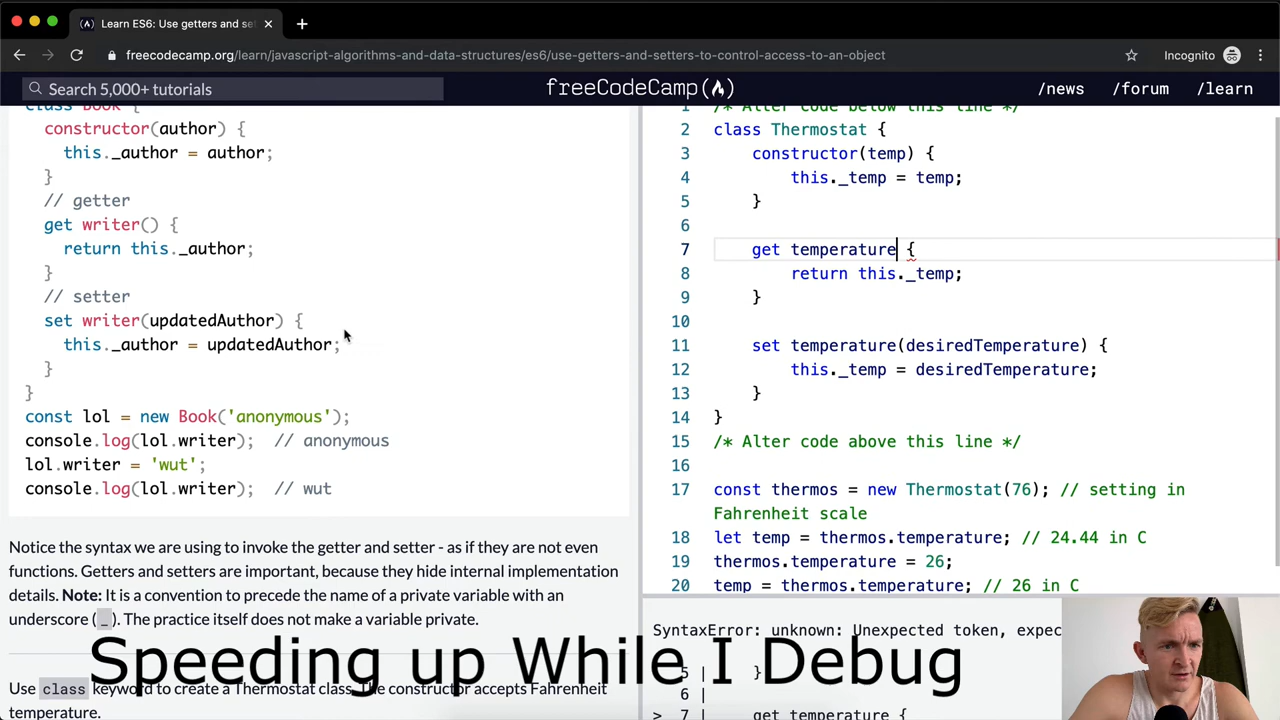 Learn ES6: Use getters and se
freecodecamp.org/learn/javascript-algorithms-and-data-structures/es6/use-getters-and-setters-to-control-access-to-an-object
Incognito
Search 5,000+ tutorials
freeCodeCamp
/news
/forum
/learn
class Book {
constructor(author) {
this._author = author;
}
// getter
get writer() {
return this._author;
}
// setter
set writer(updatedAuthor) {
this._author = updatedAuthor;
}
}
const lol = new Book('anonymous');
console.log(lol.writer);  // anonymous
lol.writer = 'wut';
console.log(lol.writer);  // wut
Notice the syntax we are using to invoke the getter and setter - as if they are not even
functions. Getters and setters are important, because they hide internal implementation
details. Note: It is a convention to precede the name of a private variable with an
underscore (_). The practice itself does not make a variable private.
Use class keyword to create a Thermostat class. The constructor accepts Fahrenheit
temperature.
1 /* Alter code below this line */
2 class Thermostat {
3 constructor(temp) {
4 this._temp = temp;
5 }
6
7 get temperature {
8 return this._temp;
9 }
10
11 set temperature(desiredTemperature) {
12 this._temp = desiredTemperature;
13 }
14 }
15 /* Alter code above this line */
16
17 const thermos = new Thermostat(76); // setting in
Fahrenheit scale
18 let temp = thermos.temperature; // 24.44 in C
19 thermos.temperature = 26;
20 temp = thermos.temperature; // 26 in C
SyntaxError: unknown: Unexpected token, expec
5 | }
6 |
> 7 | get temperature {
Speeding up While I Debug